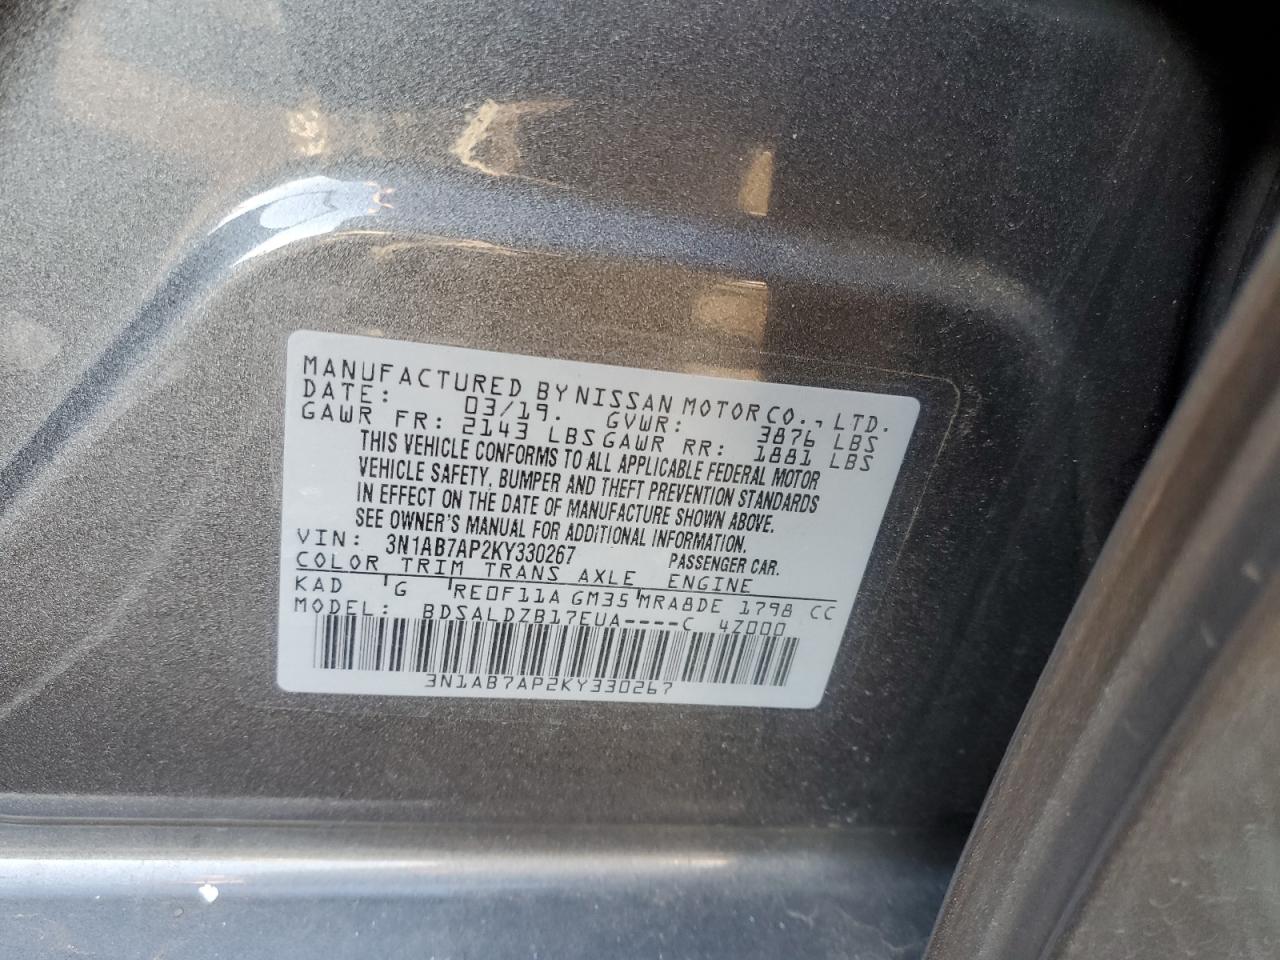 MANUFACTURED BY NISSAN MOTOR CO., LTD.
DATE: 03/19. GVWR: 3876 LBS
GAWR FR: 2143 LBS GAWR RR: 1881 LBS
THIS VEHICLE CONFORMS TO ALL APPLICABLE FEDERAL MOTOR
VEHICLE SAFETY, BUMPER AND THEFT PREVENTION STANDARDS
IN EFFECT ON THE DATE OF MANUFACTURE SHOWN ABOVE.
SEE OWNER'S MANUAL FOR ADDITIONAL INFORMATION.
VIN: 3N1AB7AP2KY330267 PASSENGER CAR.
COLOR TRIM TRANS AXLE ENGINE
KAD G RE0F11A GM35 MRA8DE 1798 CC
MODEL: BDSALDZB17EUA----C 4Z000
3N1AB7AP2KY330267